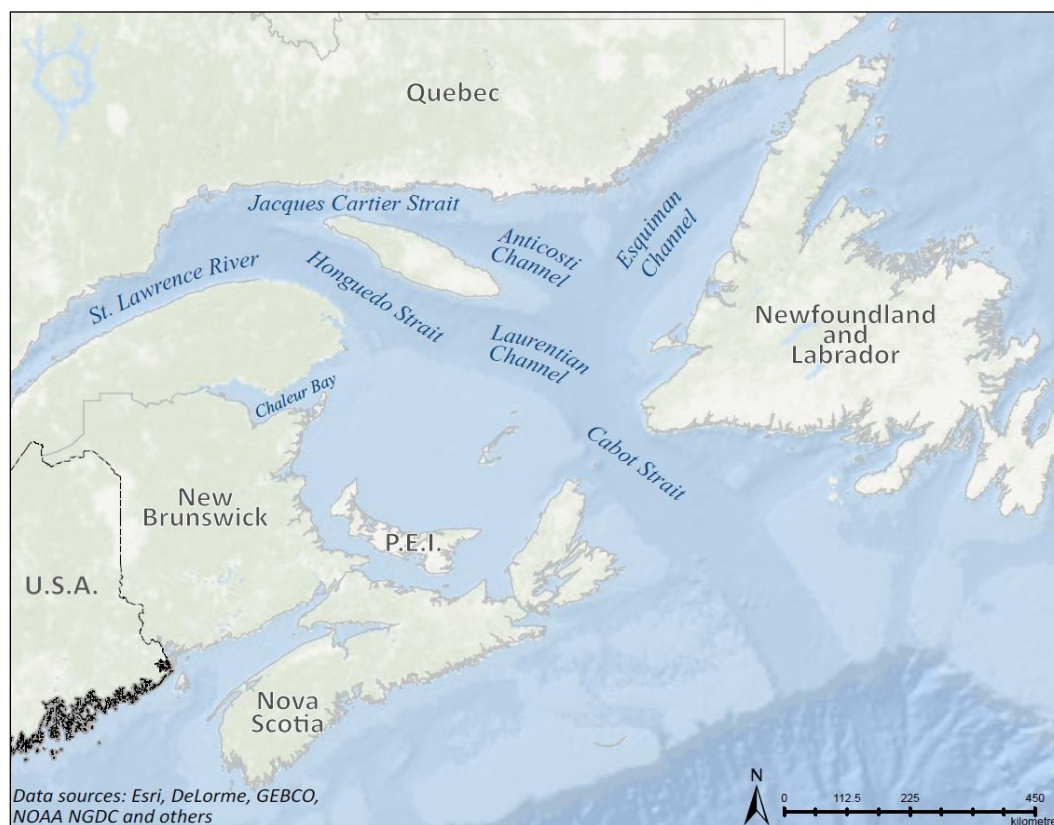 Quebec
Jacques Cartier Strait
Anticosti
Channel
Esquiman
Channel
St. Lawrence River
Honguedo Strait
Laurentian
Channel
Newfoundland
and
Labrador
Chaleur Bay
Cabot Strait
New
Brunswick
P.E.I.
U.S.A.
Nova
Scotia
Data sources: Esri, DeLorme, GEBCO,
NOAA NGDC and others
N
0 112.5 225 450
kilometre